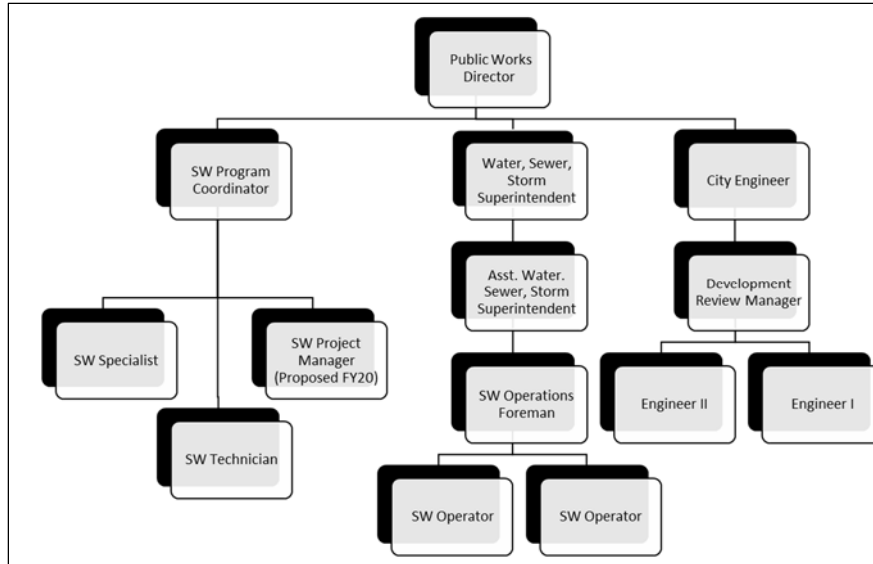 Public Works
Director
SW Program
Coordinator
Water, Sewer,
Storm
Superintendent
City Engineer
Asst. Water.
Sewer, Storm
Superintendent
Development
Review Manager
SW Specialist
SW Project
Manager
(Proposed FY20)
SW Operations
Foreman
Engineer II
Engineer I
SW Technician
SW Operator
SW Operator